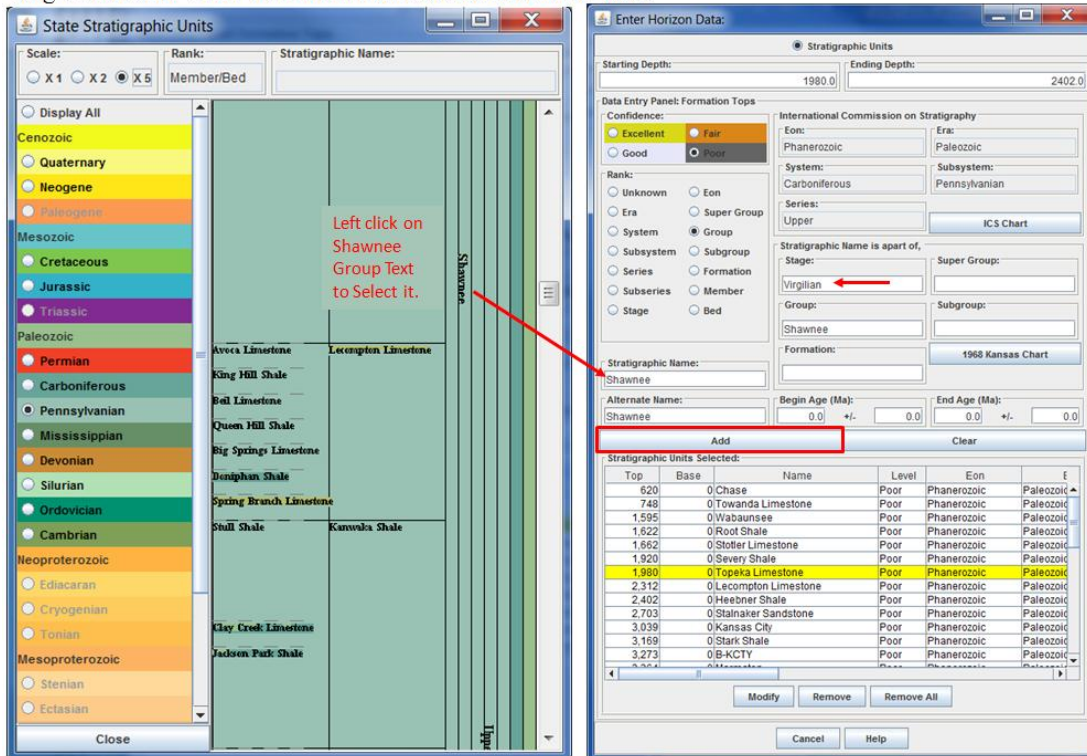 State Stratigraphic Units
Scale:
X 1 X 2 X 5
Rank:
Member/Bed
Stratigraphic Name:
Display All
Cenozoic
Quaternary
Neogene
Paleogene
Mesozoic
Cretaceous
Jurassic
Triassic
Paleozoic
Permian
Carboniferous
Pennsylvanian
Mississippian
Devonian
Silurian
Ordovician
Cambrian
Neoproterozoic
Ediacaran
Cryogenian
Tonian
Mesoproterozoic
Stenian
Ectasian
Close
Left click on
Shawnee
Group Text
to Select it.
Shawnee
Avoca Limestone Lecompton Limestone
King Hill Shale
Beil Limestone
Queen Hill Shale
Big Springs Limestone
Doniphan Shale
Spring Branch Limestone
Stull Shale Kanwaka Shale
Clay Creek Limestone
Jackson Park Shale
Enter Horizon Data:
Stratigraphic Units
Starting Depth: Ending Depth:
1980.0 2402.0
Data Entry Panel: Formation Tops
Confidence:
Excellent Fair
Good Poor
Rank:
Unknown Eon
Era Super Group
System Group
Subsystem Subgroup
Series Formation
Subseries Member
Stage Bed
International Commission on Stratigraphy
Eon: Era:
Phanerozoic Paleozoic
System: Subsystem:
Carboniferous Pennsylvanian
Series:
Upper ICS Chart
Stratigraphic Name is apart of,
Stage: Super Group:
Virgilian
Group: Subgroup:
Shawnee
Formation:
1968 Kansas Chart
Stratigraphic Name:
Shawnee
Alternate Name: Begin Age (Ma): End Age (Ma):
Shawnee 0.0 +/- 0.0 0.0 +/- 0.0
Add Clear
Stratigraphic Units Selected:
Top Base Name Level Eon E
620 0 Chase Poor Phanerozoic Paleozoic
748 0 Towanda Limestone Poor Phanerozoic Paleozoic
1,595 0 Wabaunsee Poor Phanerozoic Paleozoic
1,622 0 Root Shale Poor Phanerozoic Paleozoic
1,662 0 Stotler Limestone Poor Phanerozoic Paleozoic
1,920 0 Severy Shale Poor Phanerozoic Paleozoic
1,980 0 Topeka Limestone Poor Phanerozoic Paleozoic
2,312 0 Lecompton Limestone Poor Phanerozoic Paleozoic
2,402 0 Heebner Shale Poor Phanerozoic Paleozoic
2,703 0 Stalnaker Sandstone Poor Phanerozoic Paleozoic
3,039 0 Kansas City Poor Phanerozoic Paleozoic
3,169 0 Stark Shale Poor Phanerozoic Paleozoic
3,273 0 B-KCTY Poor Phanerozoic Paleozoic
Modify Remove Remove All
Cancel Help